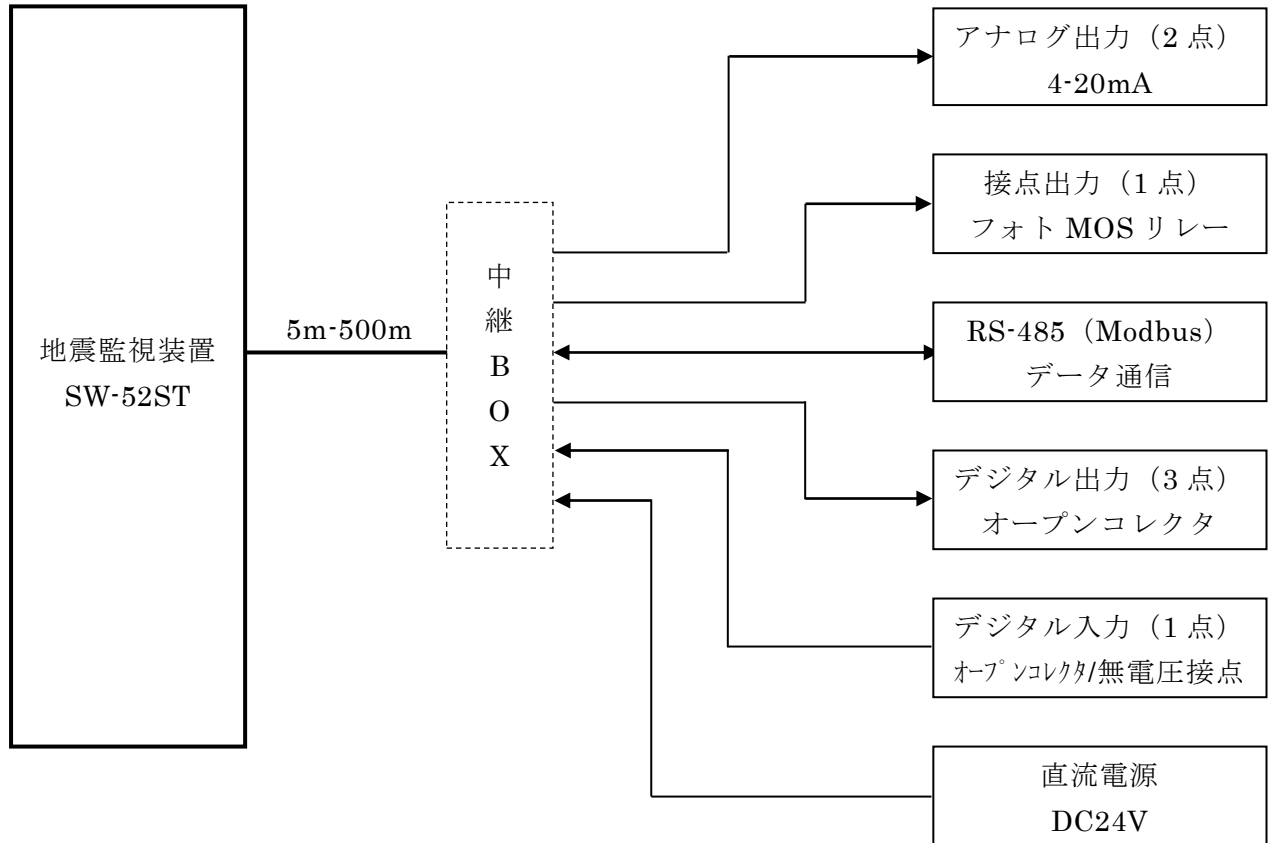 地震監視装置
SW-52ST
5m-500m
中
継
B
O
X
アナログ出力（2点）
4-20mA
接点出力（1点）
フォトMOSリレー
RS-485（Modbus）
データ通信
デジタル出力（3点）
オープンコレクタ
デジタル入力（1点）
ｵｰﾌﾟﾝｺﾚｸﾀ/無電圧接点
直流電源
DC24V